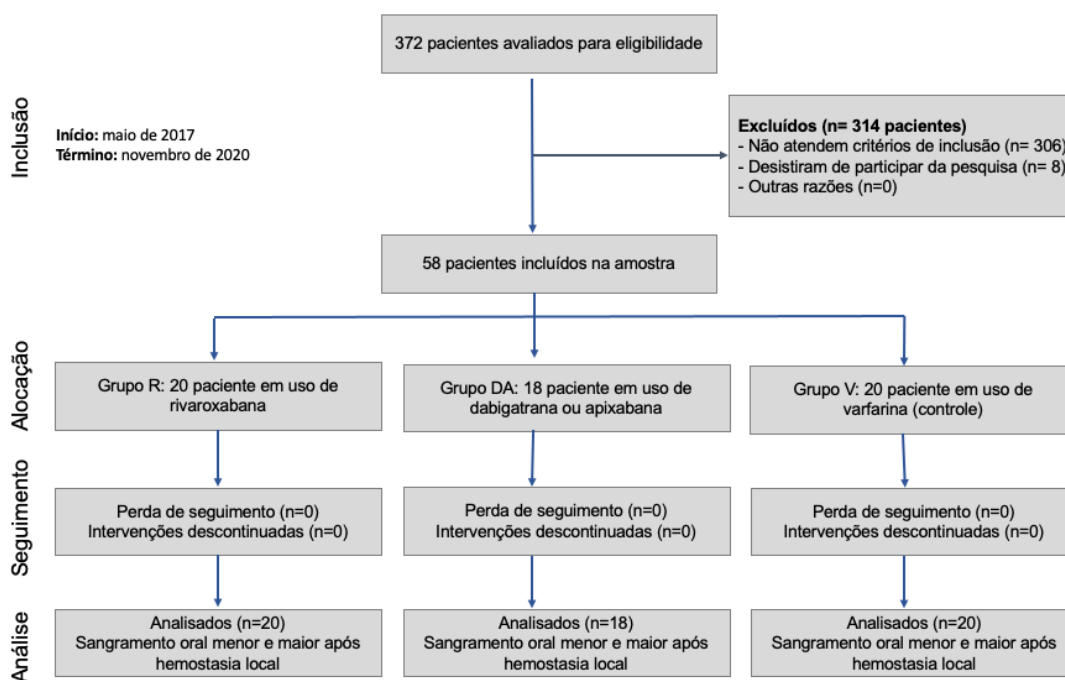 372 pacientes avaliados para eligibilidade
Inclusão
Início: maio de 2017
Término: novembro de 2020
Excluídos (n= 314 pacientes)
- Não atendem critérios de inclusão (n= 306)
- Desistiram de participar da pesquisa (n= 8)
- Outras razões (n=0)
58 pacientes incluídos na amostra
Alocação
Grupo R: 20 paciente em uso de
rivaroxabana
Grupo DA: 18 paciente em uso de
dabigatrana ou apixabana
Grupo V: 20 paciente em uso de
varfarina (controle)
Seguimento
Perda de seguimento (n=0)
Intervenções descontinuadas (n=0)
Perda de seguimento (n=0)
Intervenções descontinuadas (n=0)
Perda de seguimento (n=0)
Intervenções descontinuadas (n=0)
Análise
Analisados (n=20)
Sangramento oral menor e maior após
hemostasia local
Analisados (n=18)
Sangramento oral menor e maior após
hemostasia local
Analisados (n=20)
Sangramento oral menor e maior após
hemostasia local